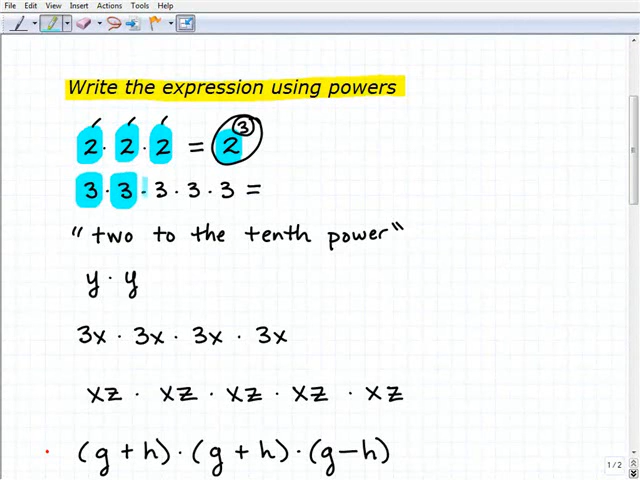 File Edit View Insert Actions Tools Help
Write the expression using powers
2 · 2 · 2 = 2³
3 · 3 · 3 · 3 · 3 =
"two to the tenth power"
y · y
3x · 3x · 3x · 3x
xz · xz · xz · xz · xz
· (g + h) · (g + h) · (g − h)
1/2